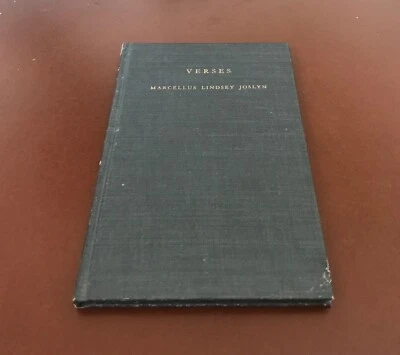 VERSES
MARCELLUS LINDSEY JOSLYN